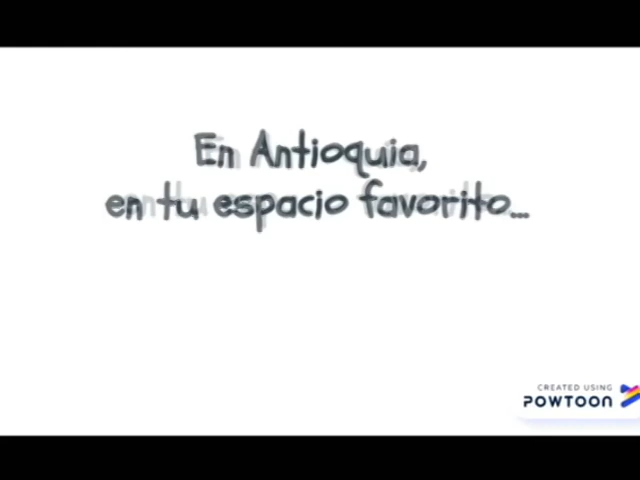 En Antioquia,
en tu espacio favorito...
CREATED USING
POWTOON